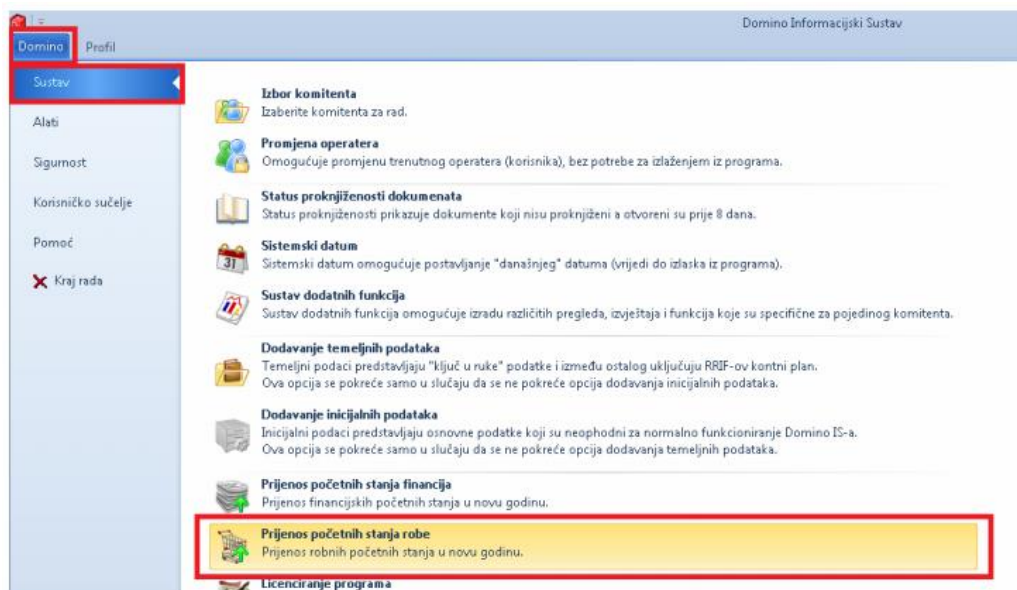 Domino Informacijski Sustav
Domino Profil
Sustav
Alati
Sigurnost
Korisničko sučelje
Pomoć
Kraj rada
Izbor komitenta
Izaberite komitenta za rad.
Promjena operatera
Omogućuje promjenu trenutnog operatera (korisnika), bez potrebe za izlaženjem iz programa.
Status proknjiženosti dokumenata
Status proknjiženosti prikazuje dokumente koji nisu proknjiženi a otvoreni su prije 8 dana.
Sistemski datum
31
Sistemski datum omogućuje postavljanje "današnjeg" datuma (vrijedi do izlaska iz programa).
Sustav dodatnih funkcija
Sustav dodatnih funkcija omogućuje izradu različitih pregleda, izvještaja i funkcija koje su specifične za pojedinog komitenta.
Dodavanje temeljnih podataka
Temeljni podaci predstavljaju "ključ u ruke" podatke i između ostalog uključuju RRIF-ov kontni plan.
Ova opcija se pokreće samo u slučaju da se ne pokreće opcija dodavanja inicijalnih podataka.
Dodavanje inicijalnih podataka
Inicijalni podaci predstavljaju osnovne podatke koji su neophodni za normalno funkcioniranje Domino IS-a.
Ova opcija se pokreće samo u slučaju da se ne pokreće opcija dodavanja temeljnih podataka.
Prijenos početnih stanja financija
Prijenos financijskih početnih stanja u novu godinu.
Prijenos početnih stanja robe
Prijenos robnih početnih stanja u novu godinu.
Licenciranje programa